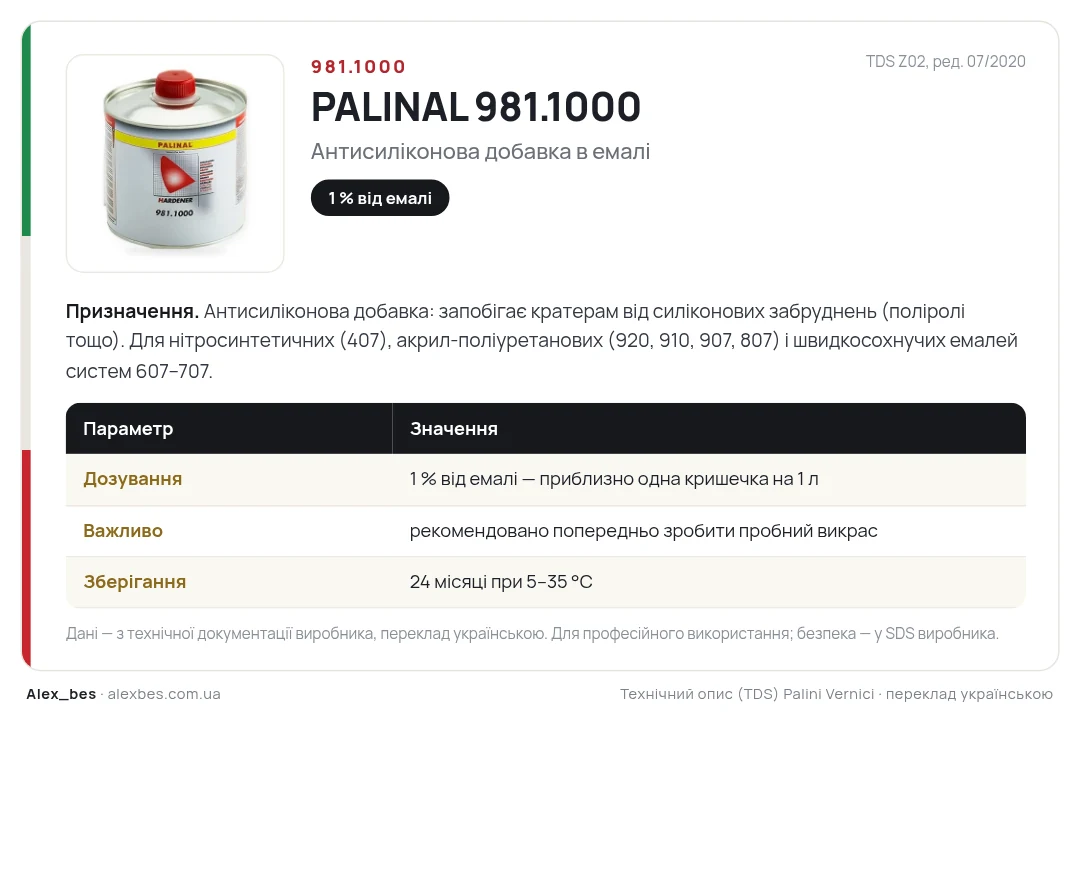 981.1000
TDS Z02, ред. 07/2020
PALINAL 981.1000
Антисиліконова добавка в емалі
1 % від емалі
PALINAL
HARDENER
981.1000
Призначення. Антисиліконова добавка: запобігає кратерам від силіконових забруднень (поліролі
тощо). Для нітросинтетичних (407), акрил-поліуретанових (920, 910, 907, 807) і швидкосохнучих емалей
систем 607–707.
Параметр Значення
Дозування 1 % від емалі — приблизно одна кришечка на 1 л
Важливо рекомендовано попередньо зробити пробний викрас
Зберігання 24 місяці при 5–35 °C
Дані — з технічної документації виробника, переклад українською. Для професійного використання; безпека — у SDS виробника.
Alex_bes · alexbes.com.ua
Технічний опис (TDS) Palini Vernici · переклад українською